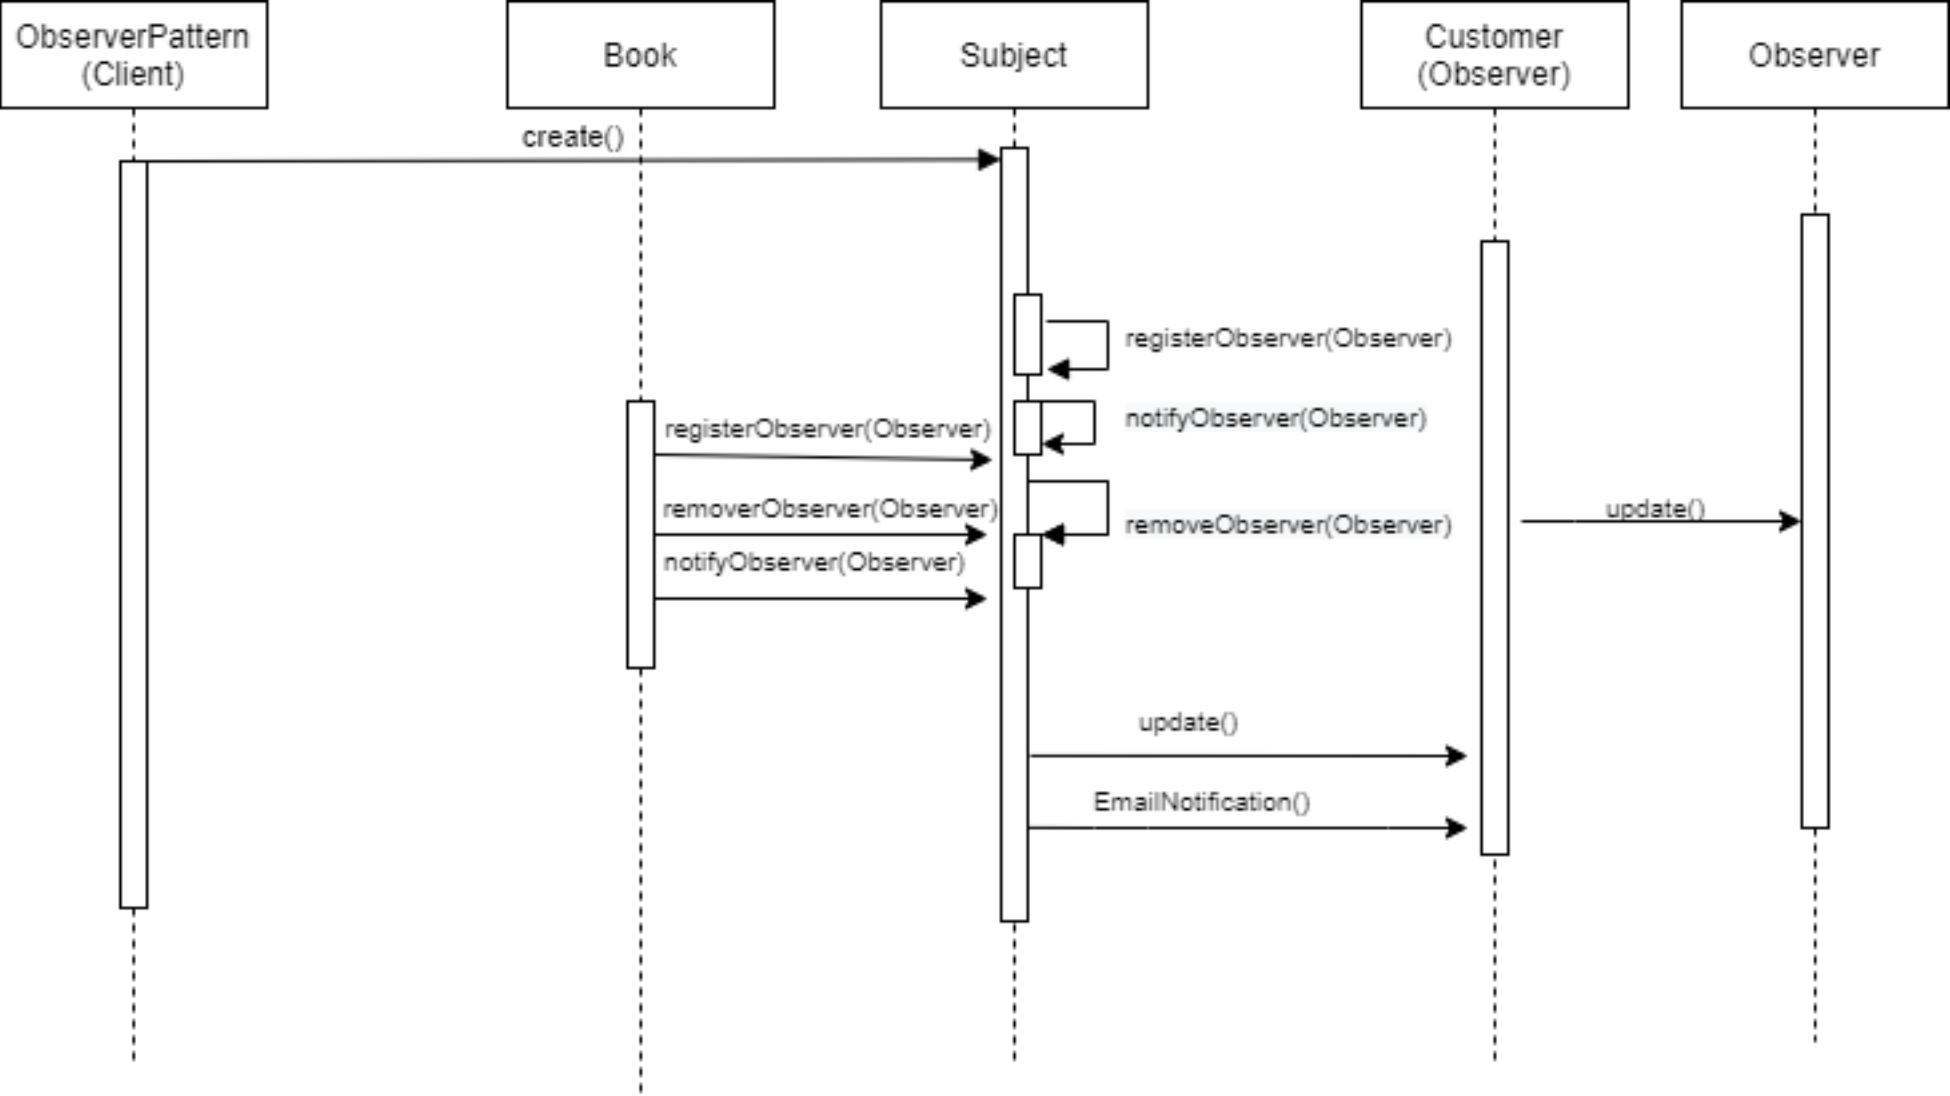 ObserverPattern
(Client)
Book
Subject
Customer
(Observer)
Observer
create()
registerObserver(Observer)
notifyObserver(Observer)
registerObserver(Observer)
removerObserver(Observer)
update()
removeObserver(Observer)
notifyObserver(Observer)
update()
EmailNotification()